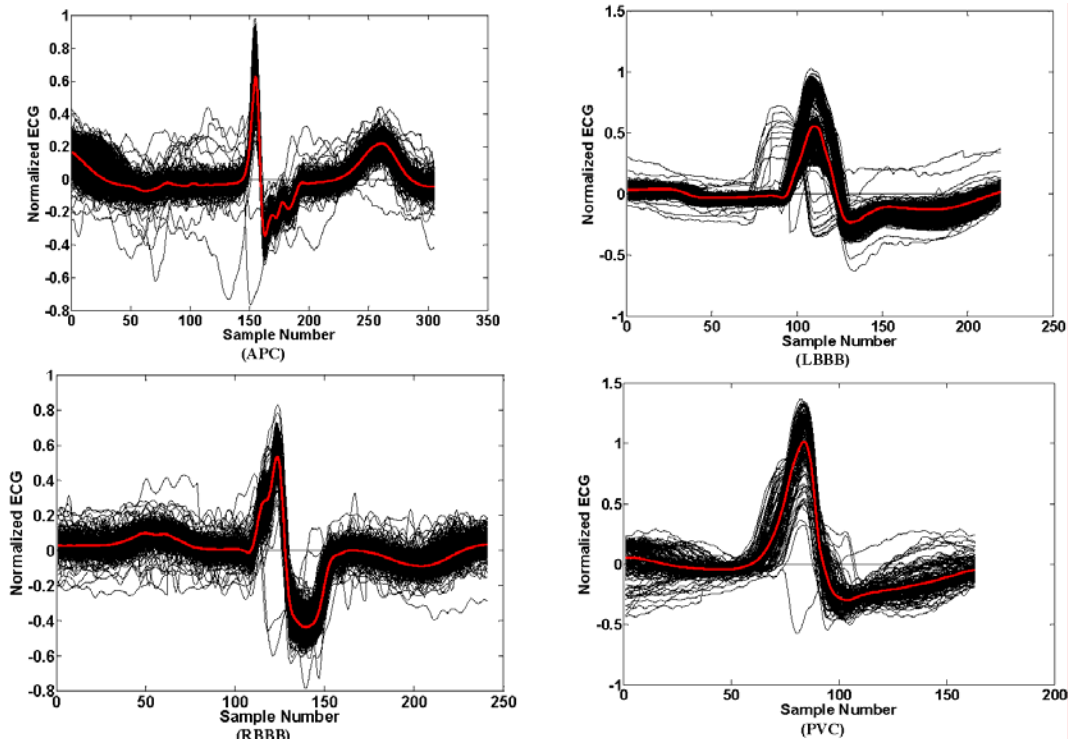 1
0.8
0.6
0.4
0.2
0
-0.2
-0.4
-0.6
-0.8
Normalized ECG
0 50 100 150 200 250 300 350
Sample Number
(APC)
1.5
1
0.5
0
-0.5
-1
Normalized ECG
0 50 100 150 200 250
Sample Number
(LBBB)
1
0.8
0.6
0.4
0.2
0
-0.2
-0.4
-0.6
-0.8
Normalized ECG
0 50 100 150 200 250
Sample Number
(RBBB)
1.5
1
0.5
0
-0.5
-1
Normalized ECG
0 50 100 150 200
Sample Number
(PVC)